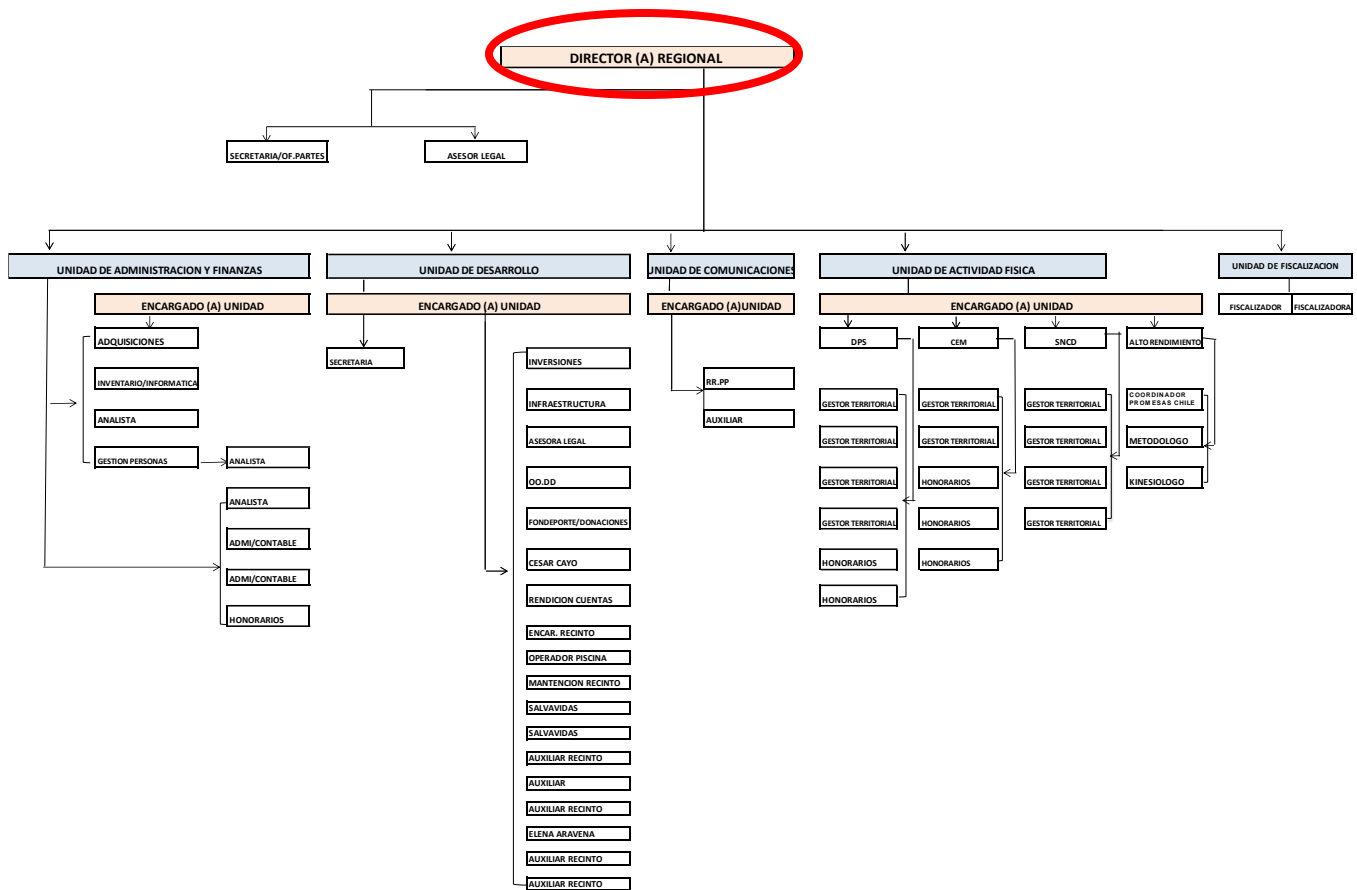 DIRECTOR (A) REGIONAL
SECRETARIA/OF.PARTES
ASESOR LEGAL
UNIDAD DE ADMINISTRACION Y FINANZAS
ENCARGADO (A) UNIDAD
ADQUISICIONES
INVENTARIO/INFORMATICA
ANALISTA
GESTION PERSONAS
ANALISTA
ANALISTA
ADMI/CONTABLE
ADMI/CONTABLE
HONORARIOS
UNIDAD DE DESARROLLO
ENCARGADO (A) UNIDAD
SECRETARIA
INVERSIONES
INFRAESTRUCTURA
ASESORA LEGAL
OO.DD
FONDEPORTE/DONACIONES
CESAR CAYO
RENDICION CUENTAS
ENCAR. RECINTO
OPERADOR PISCINA
MANTENCION RECINTO
SALVAVIDAS
SALVAVIDAS
AUXILIAR RECINTO
AUXILIAR
AUXILIAR RECINTO
ELENA ARAVENA
AUXILIAR RECINTO
AUXILIAR RECINTO
UNIDAD DE COMUNICACIONES
ENCARGADO (A)UNIDAD
RR.PP
AUXILIAR
UNIDAD DE ACTIVIDAD FISICA
ENCARGADO (A) UNIDAD
DPS
GESTOR TERRITORIAL
GESTOR TERRITORIAL
GESTOR TERRITORIAL
GESTOR TERRITORIAL
HONORARIOS
HONORARIOS
CEM
GESTOR TERRITORIAL
GESTOR TERRITORIAL
HONORARIOS
HONORARIOS
HONORARIOS
SNCD
GESTOR TERRITORIAL
GESTOR TERRITORIAL
GESTOR TERRITORIAL
GESTOR TERRITORIAL
ALTO RENDIMIENTO
COORDINADOR
PROMESAS CHILE
METODOLOGO
KINESIOLOGO
UNIDAD DE FISCALIZACION
FISCALIZADOR
FISCALIZADORA